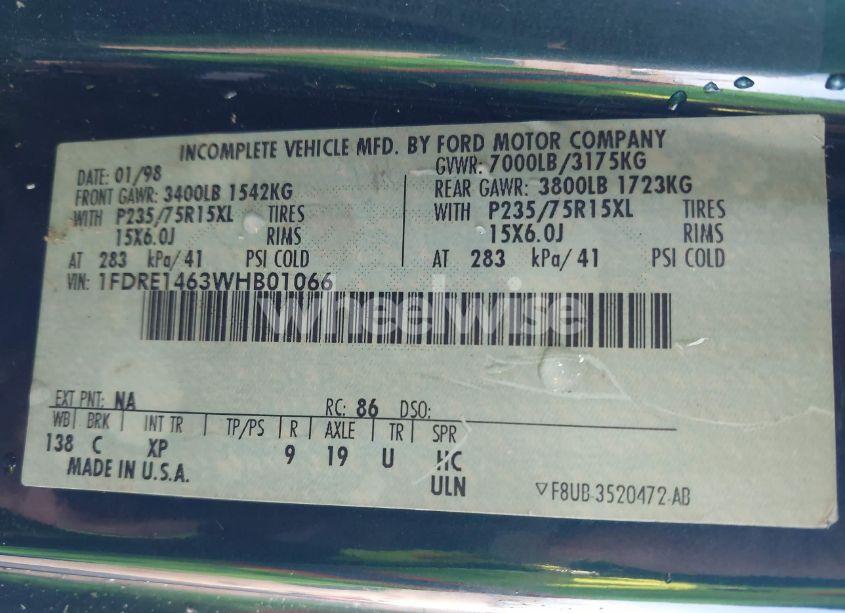 INCOMPLETE VEHICLE MFD. BY FORD MOTOR COMPANY
DATE: 01/98 GVWR: 7000LB/3175KG
FRONT GAWR: 3400LB 1542KG REAR GAWR: 3800LB 1723KG
WITH P235/75R15XL TIRES WITH P235/75R15XL TIRES
15X6.0J RIMS 15X6.0J RIMS
AT 283 kPa/41 PSI COLD AT 283 kPa/41 PSI COLD
VIN: 1FDRE1463WHB01066
wheelwise
EXT PNT: NA RC: 86 DSO:
WB BRK INT TR TP/PS R AXLE TR SPR
138 C XP 9 19 U HC
MADE IN U.S.A. ULN
F8UB-3520472-AB